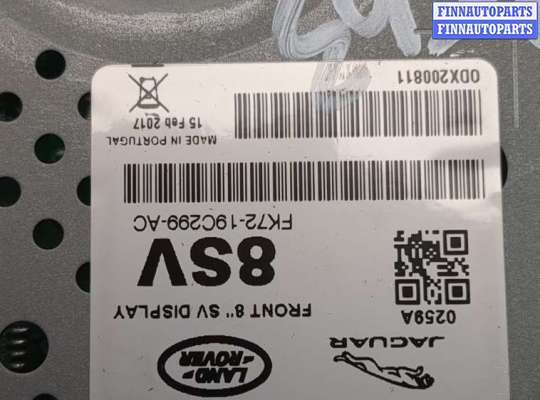 FINNAUTOPARTS
FINNAUTOPARTS
FINNAUTOPARTS
JAGUAR
LAND-
-ROVER
0259A
FRONT 8" SV DISPLAY
8SV
FK72-19C299-AC
MADE IN PORTUGAL
15 Feb 2017
ODX200811